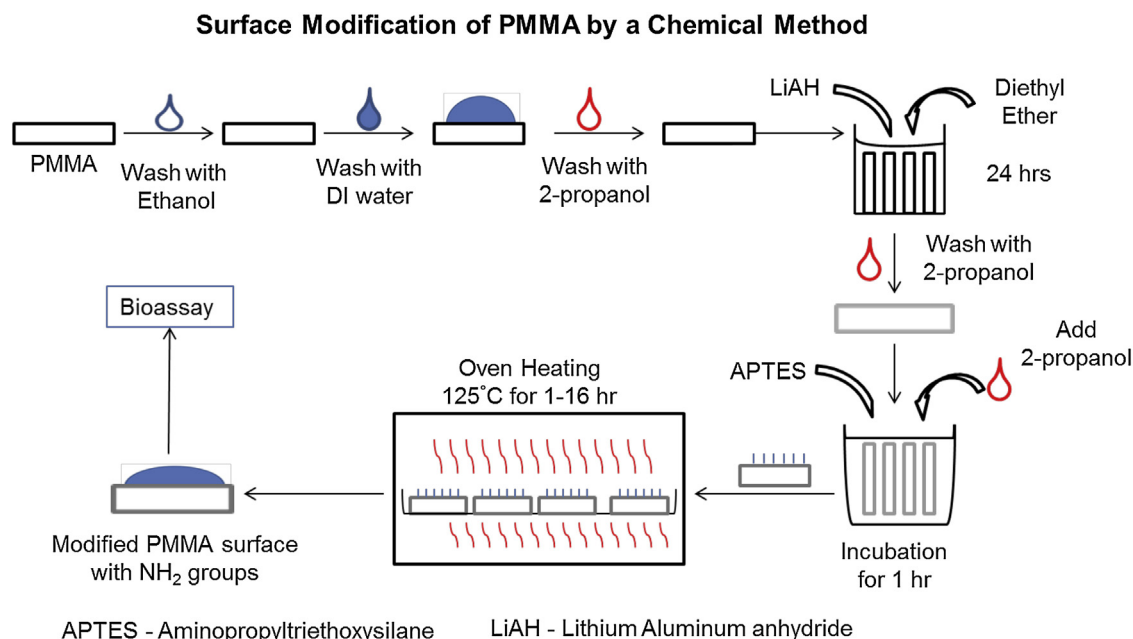 Surface Modification of PMMA by a Chemical Method
PMMA
Wash with
Ethanol
Wash with
DI water
Wash with
2-propanol
LiAH
Diethyl
Ether
24 hrs
Wash with
2-propanol
Add
2-propanol
APTES
Incubation
for 1 hr
Oven Heating
125°C for 1-16 hr
Modified PMMA surface
with NH₂ groups
Bioassay
APTES - Aminopropyltriethoxysilane
LiAH - Lithium Aluminum anhydride